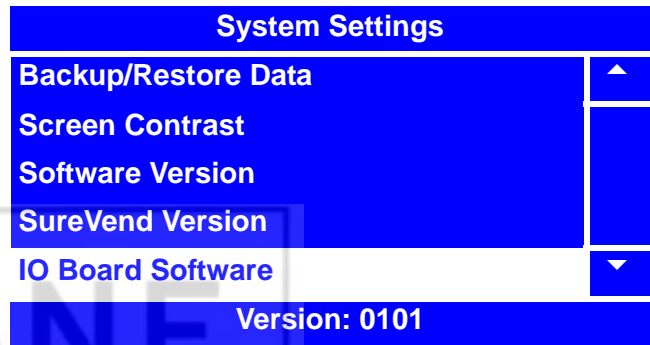 System Settings
Backup/Restore Data
Screen Contrast
Software Version
SureVend Version
IO Board Software
Version: 0101